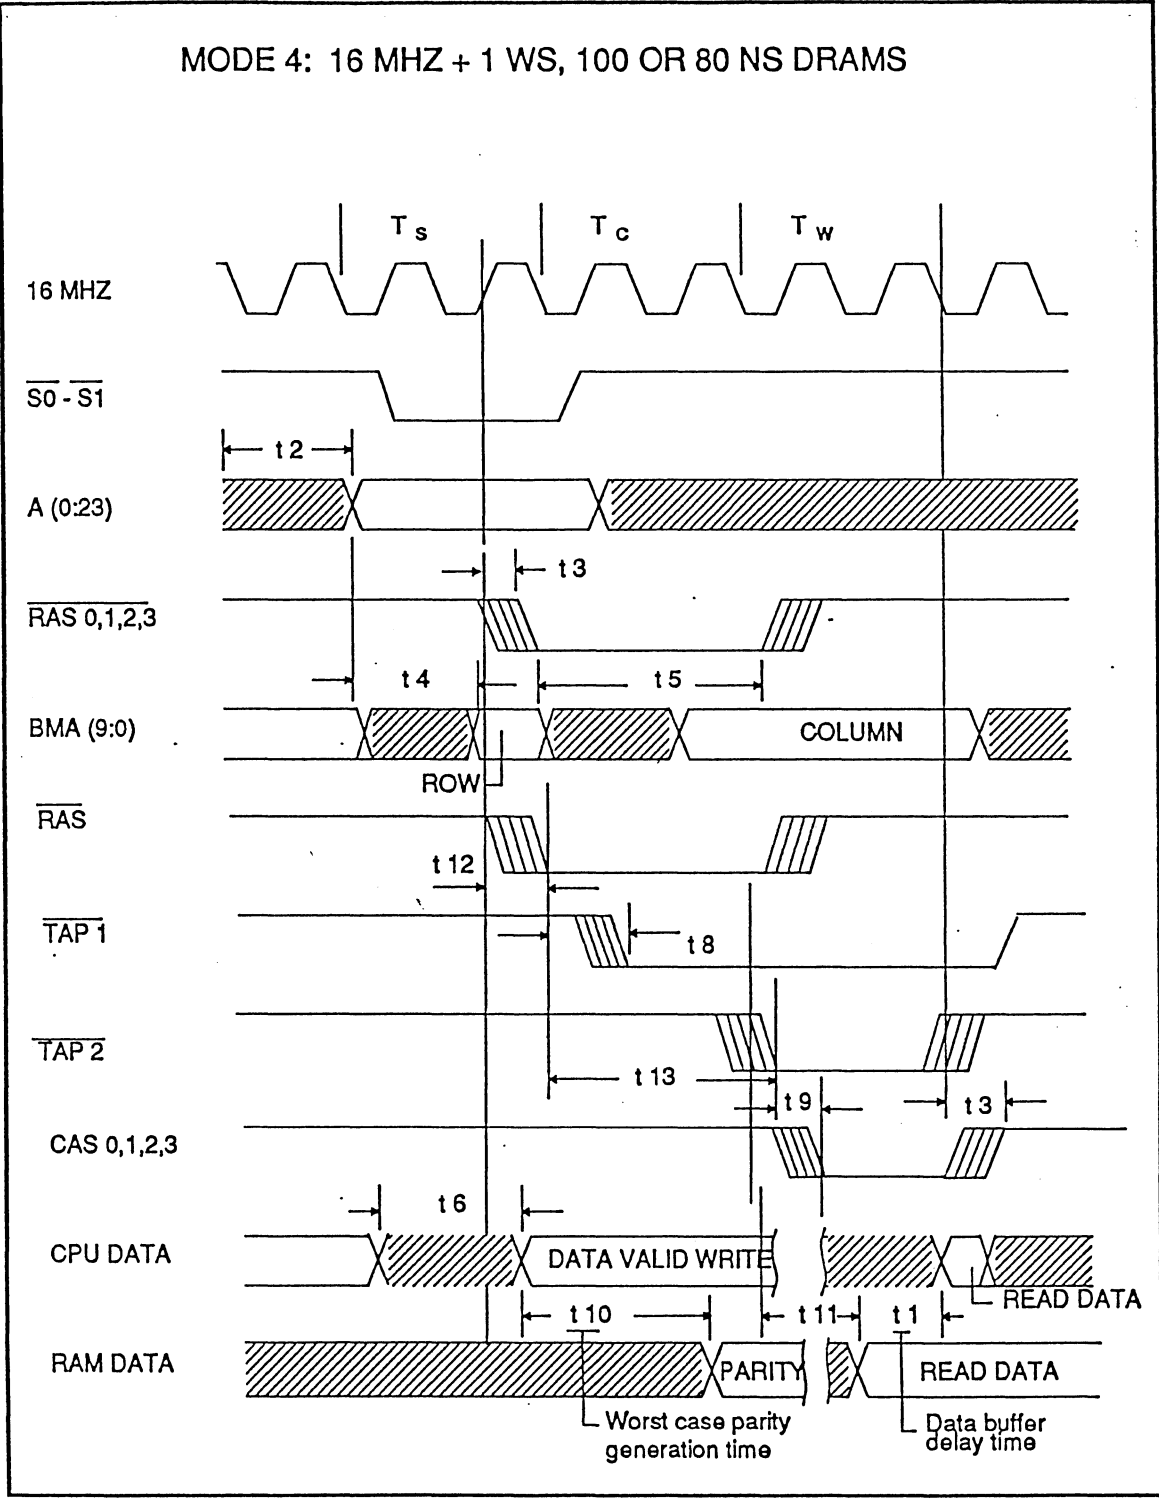 MODE 4: 16 MHZ + 1 WS, 100 OR 80 NS DRAMS
T S
T C
T W
16 MHZ
S0 - S1
t 2
A (0:23)
t 3
RAS 0,1,2,3
t 4
t 5
BMA (9:0)
COLUMN
ROW
RAS
t 12
TAP 1
t 8
TAP 2
t 13
t 9
t 3
CAS 0,1,2,3
t 6
CPU DATA
DATA VALID WRITE
READ DATA
t 10
t 11
t 1
RAM DATA
PARITY
READ DATA
Worst case parity
generation time
Data buffer
delay time